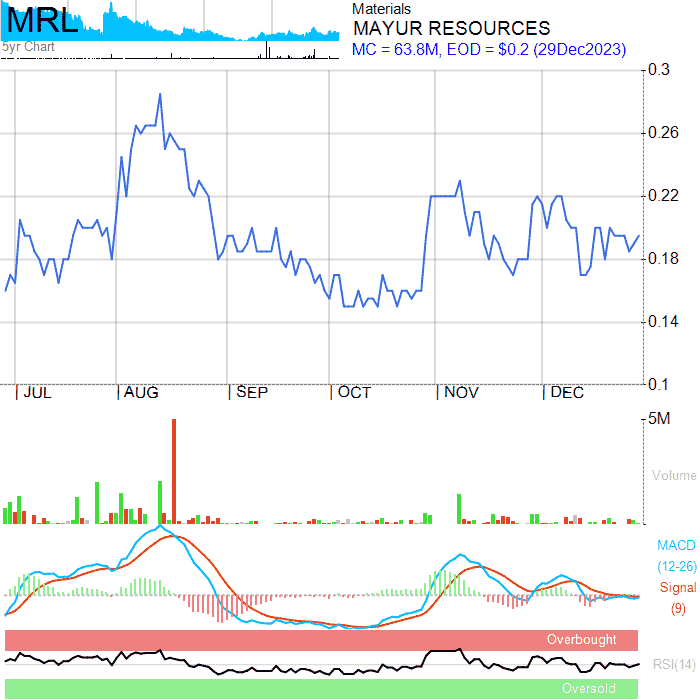 MRL
5yr Chart
Materials
MAYUR RESOURCES
MC = 63.8M, EOD = $0.2 (29Dec2023)
0.3
0.26
0.22
0.18
0.14
0.1
JUL AUG SEP OCT NOV DEC
5M
Volume
MACD
(12-26)
Signal
(9)
Overbought
RSI(14)
Oversold